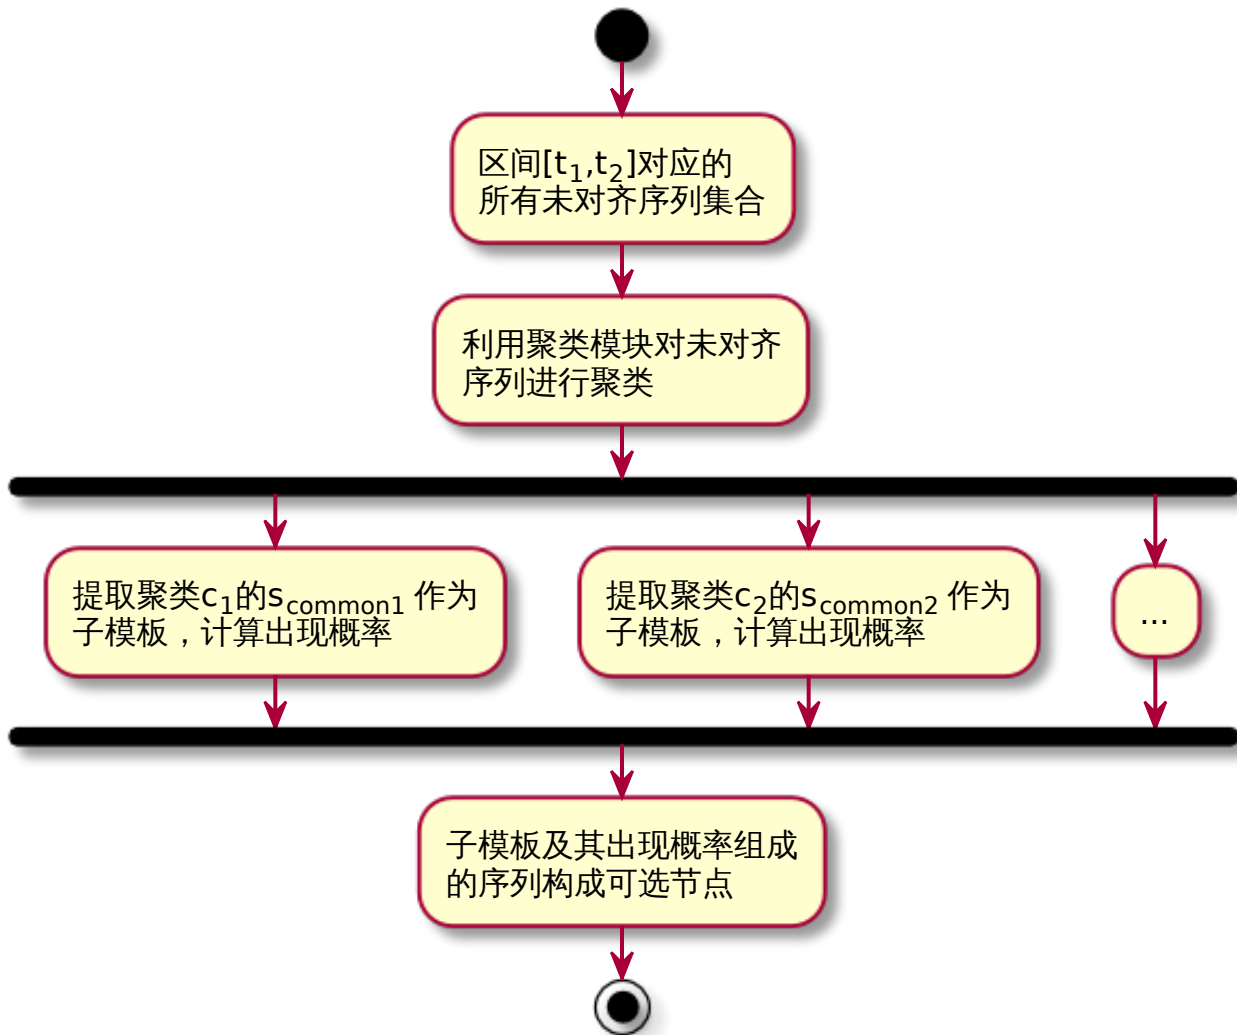 区间[t1,t2]对应的
所有未对齐序列集合
利用聚类模块对未对齐
序列进行聚类
提取聚类c1的scommon1 作为
子模板，计算出现概率
提取聚类c2的scommon2 作为
子模板，计算出现概率
...
子模板及其出现概率组成
的序列构成可选节点